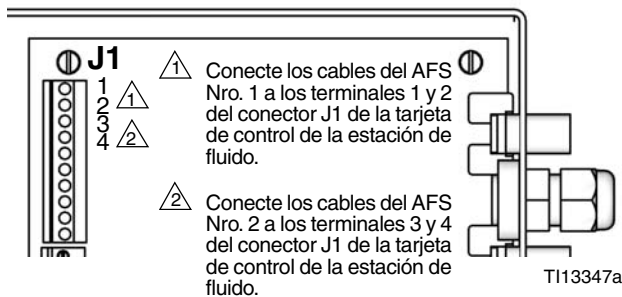 J1
1
2 1
3
4 2
1 Conecte los cables del AFS
Nro. 1 a los terminales 1 y 2
del conector J1 de la tarjeta
de control de la estación de
fluido.
2 Conecte los cables del AFS
Nro. 2 a los terminales 3 y 4
del conector J1 de la tarjeta
de control de la estación de
fluido.
TI13347a